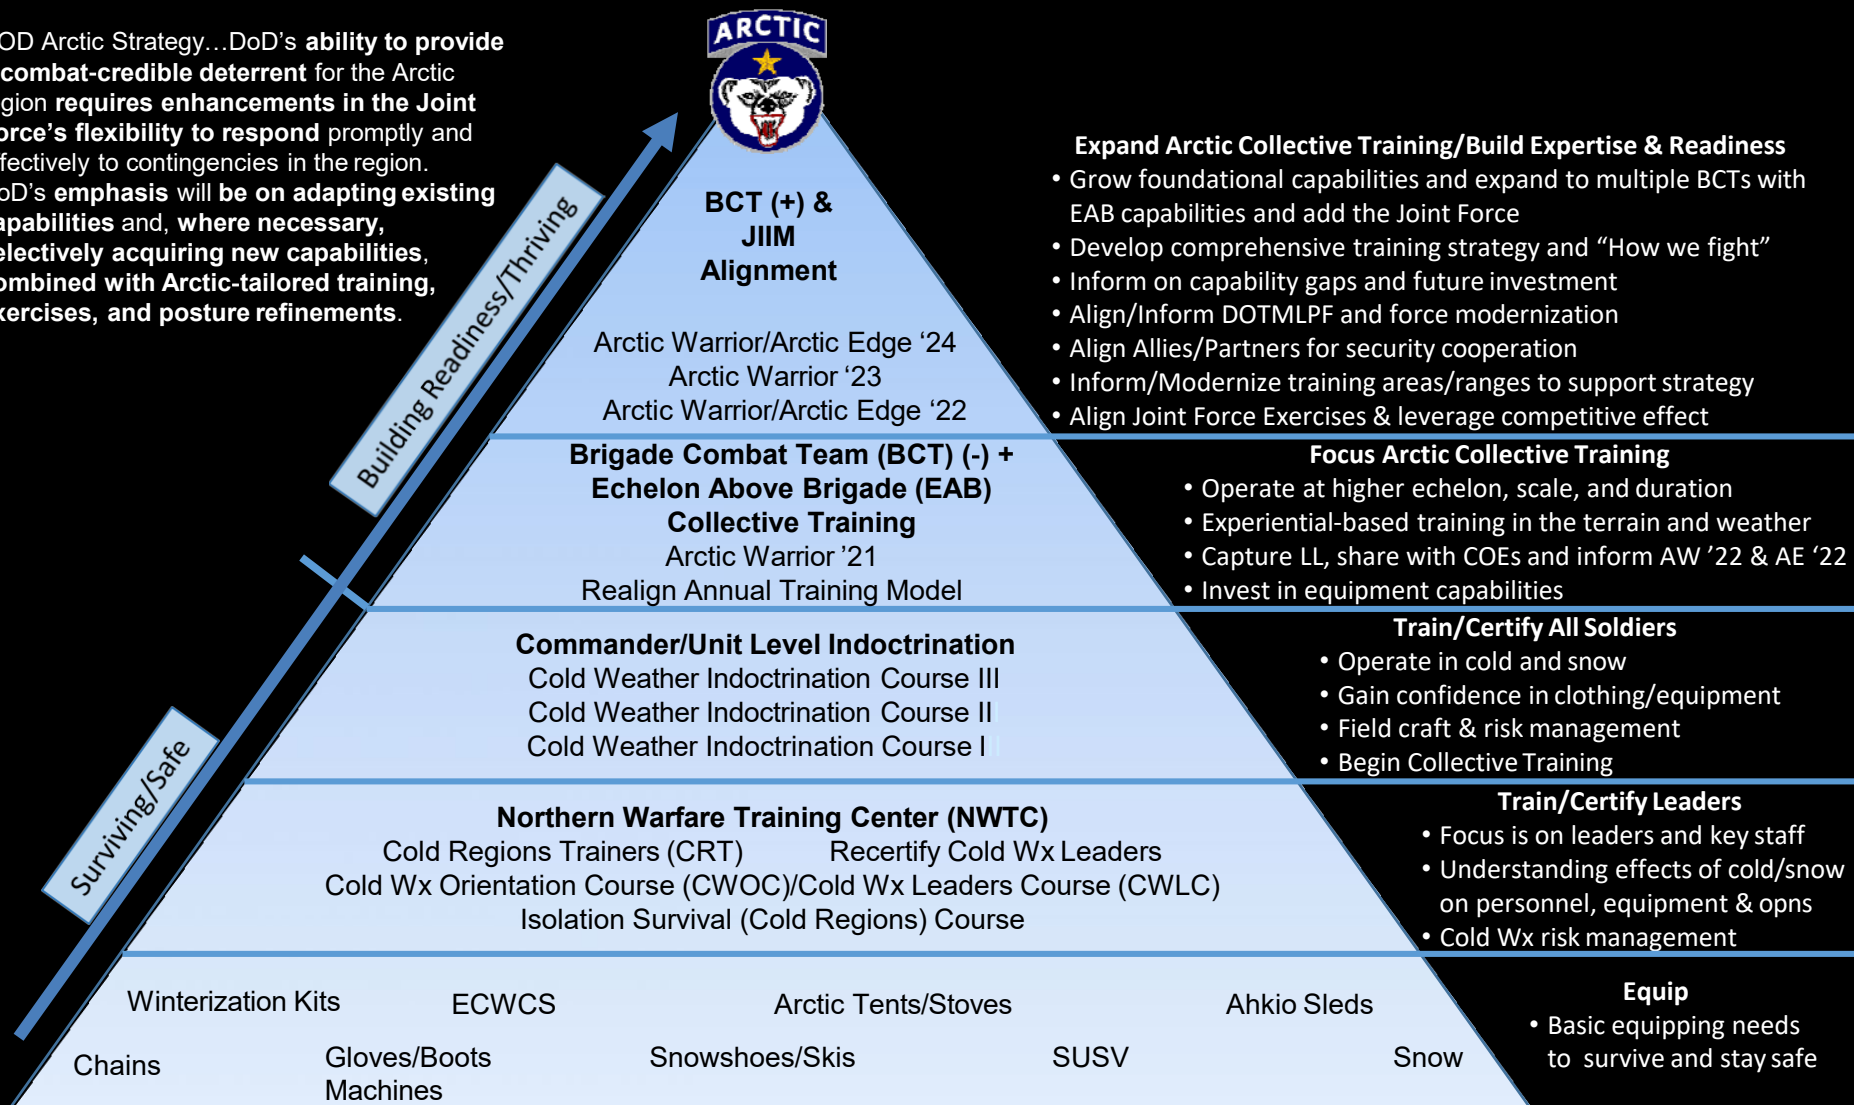 ARCTIC
OD Arctic Strategy…DoD’s ability to provide
combat-credible deterrent for the Arctic
gion requires enhancements in the Joint
orce’s flexibility to respond promptly and
fectively to contingencies in the region.
oD’s emphasis will be on adapting existing
apabilities and, where necessary,
electively acquiring new capabilities,
ombined with Arctic-tailored training,
xercises, and posture refinements.
Building Readiness/Thriving
Surviving/Safe
BCT (+) &
JIIM
Alignment
Arctic Warrior/Arctic Edge ‘24
Arctic Warrior ‘23
Arctic Warrior/Arctic Edge ‘22
Expand Arctic Collective Training/Build Expertise & Readiness
• Grow foundational capabilities and expand to multiple BCTs with
EAB capabilities and add the Joint Force
• Develop comprehensive training strategy and “How we fight”
• Inform on capability gaps and future investment
• Align/Inform DOTMLPF and force modernization
• Align Allies/Partners for security cooperation
• Inform/Modernize training areas/ranges to support strategy
• Align Joint Force Exercises & leverage competitive effect
Brigade Combat Team (BCT) (-) +
Echelon Above Brigade (EAB)
Collective Training
Arctic Warrior ’21
Realign Annual Training Model
Focus Arctic Collective Training
• Operate at higher echelon, scale, and duration
• Experiential-based training in the terrain and weather
• Capture LL, share with COEs and inform AW ’22 & AE ‘22
• Invest in equipment capabilities
Commander/Unit Level Indoctrination
Cold Weather Indoctrination Course III
Cold Weather Indoctrination Course II
Cold Weather Indoctrination Course I
Train/Certify All Soldiers
• Operate in cold and snow
• Gain confidence in clothing/equipment
• Field craft & risk management
• Begin Collective Training
Northern Warfare Training Center (NWTC)
Cold Regions Trainers (CRT) Recertify Cold Wx Leaders
Cold Wx Orientation Course (CWOC)/Cold Wx Leaders Course (CWLC)
Isolation Survival (Cold Regions) Course
Train/Certify Leaders
• Focus is on leaders and key staff
• Understanding effects of cold/snow
on personnel, equipment & opns
• Cold Wx risk management
Winterization Kits ECWCS Arctic Tents/Stoves Ahkio Sleds
Chains Gloves/Boots Snowshoes/Skis SUSV Snow
Machines
Equip
• Basic equipping needs
to survive and stay safe